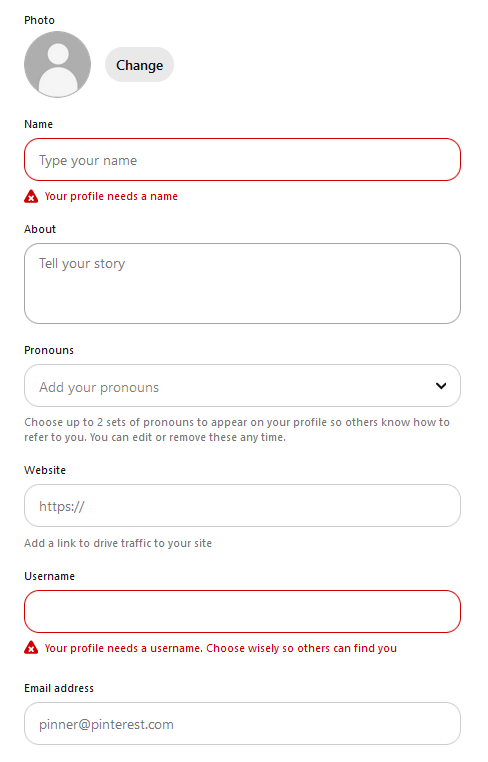 Photo
Change
Name
Type your name
Your profile needs a name
About
Tell your story
Pronouns
Add your pronouns
Choose up to 2 sets of pronouns to appear on your profile so others know how to
refer to you. You can edit or remove these any time.
Website
https://
Add a link to drive traffic to your site
Username
Your profile needs a username. Choose wisely so others can find you
Email address
pinner@pinterest.com